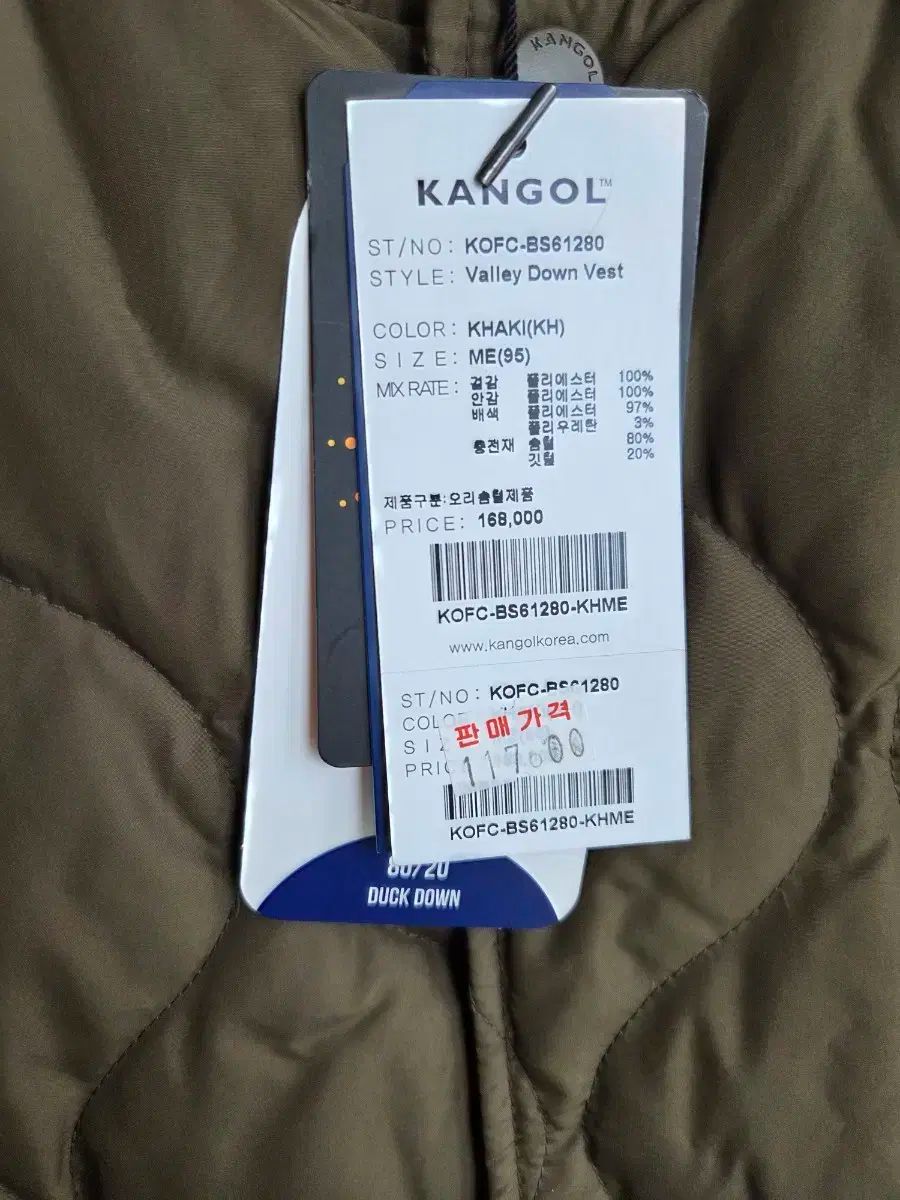 KANGOL
KANGOL™
ST/NO: KOFC-BS61280
STYLE: Valley Down Vest
COLOR: KHAKI(KH)
SIZE: ME(95)
MIX RATE: 겉감 폴리에스터 100%
안감 폴리에스터 100%
배색 폴리에스터 97%
폴리우레탄 3%
충전재 솜털 80%
깃털 20%
제품구분:오리솜털제품
PRICE: 168,000
KOFC-BS61280-KHME
www.kangolkorea.com
ST/NO: KOFC-BS61280
판매가격
KOFC-BS61280-KHME
80/20
DUCK DOWN